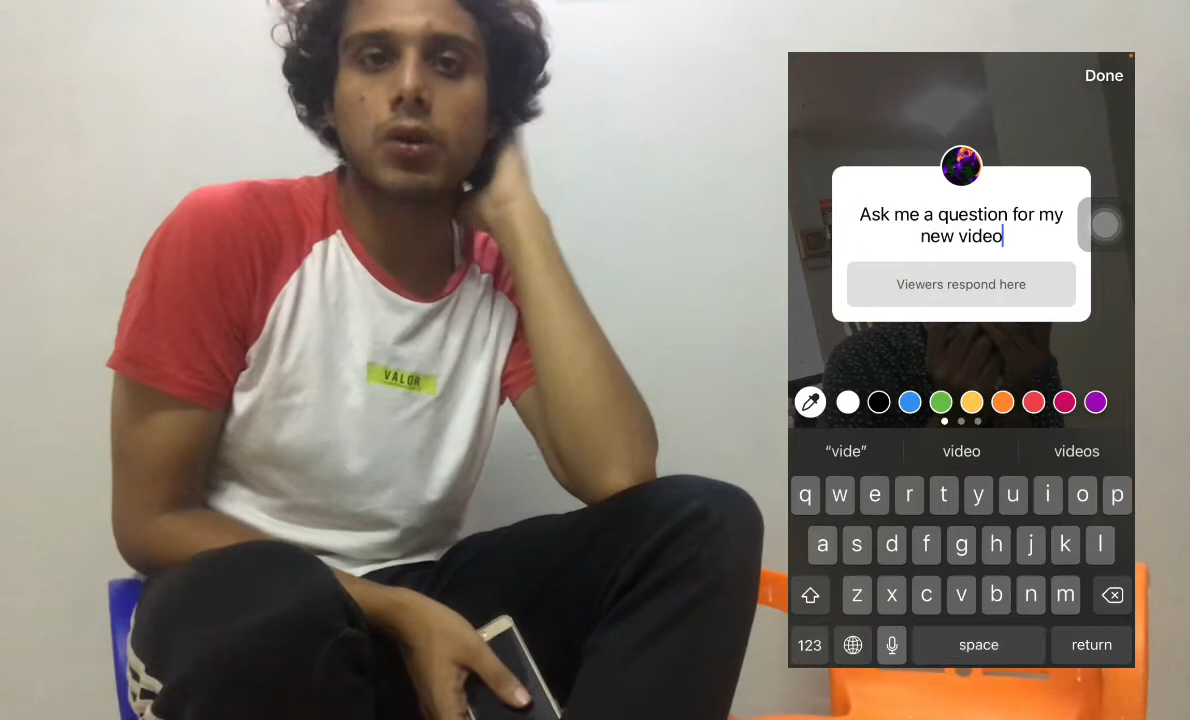 VALOR
Done
Ask me a question for my
new video
Viewers respond here
“vide” video videos
q w e r t y u i o p
a s d f g h j k l
z x c v b n m
123 space return